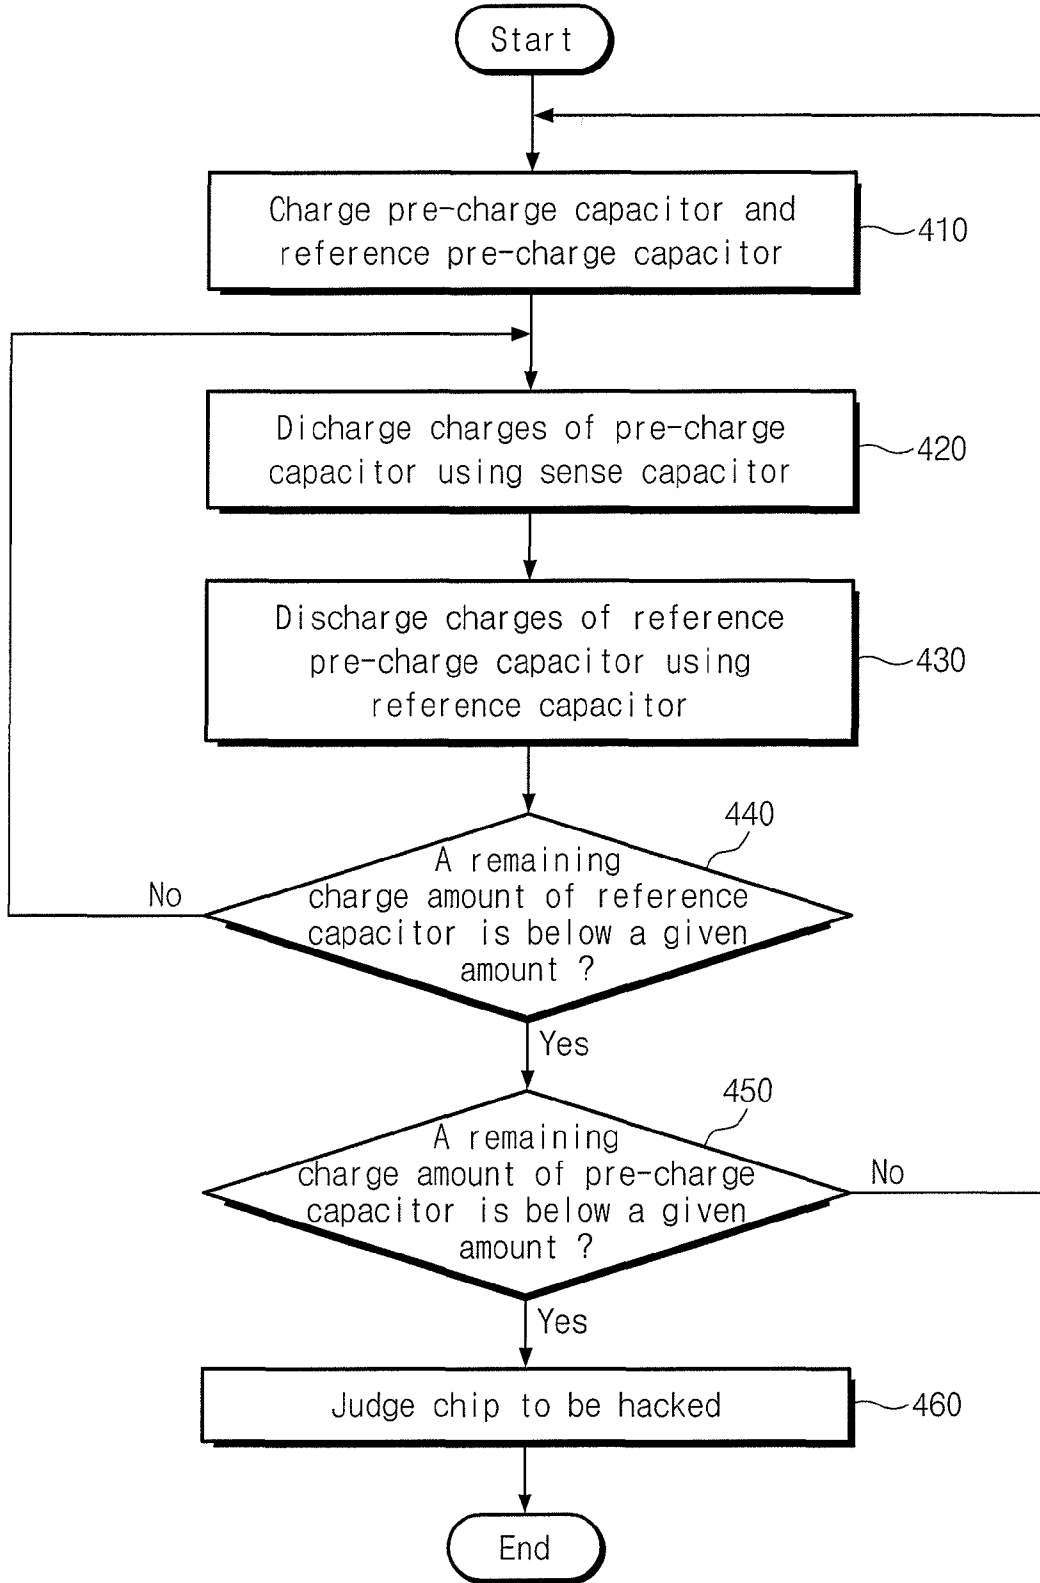 Start
Charge pre-charge capacitor and
reference pre-charge capacitor
410
Dicharge charges of pre-charge
capacitor using sense capacitor
420
Discharge charges of reference
pre-charge capacitor using
reference capacitor
430
440
A remaining
charge amount of reference
capacitor is below a given
amount ?
No
Yes
450
A remaining
charge amount of pre-charge
capacitor is below a given
amount ?
No
Yes
Judge chip to be hacked
460
End